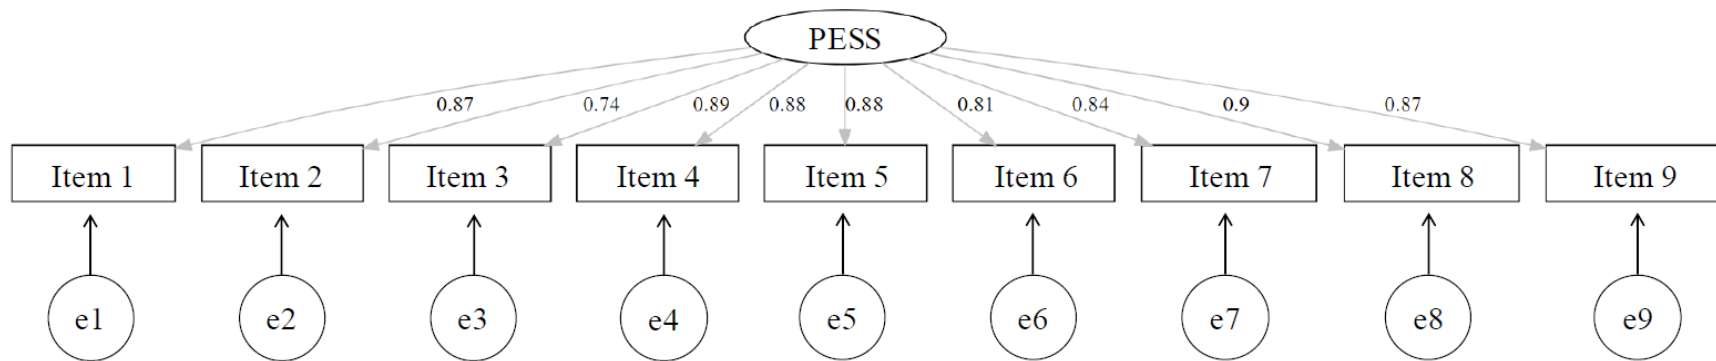 PESS
0.87 0.74 0.89 0.88 0.88 0.81 0.84 0.9 0.87
Item 1 Item 2 Item 3 Item 4 Item 5 Item 6 Item 7 Item 8 Item 9
e1 e2 e3 e4 e5 e6 e7 e8 e9